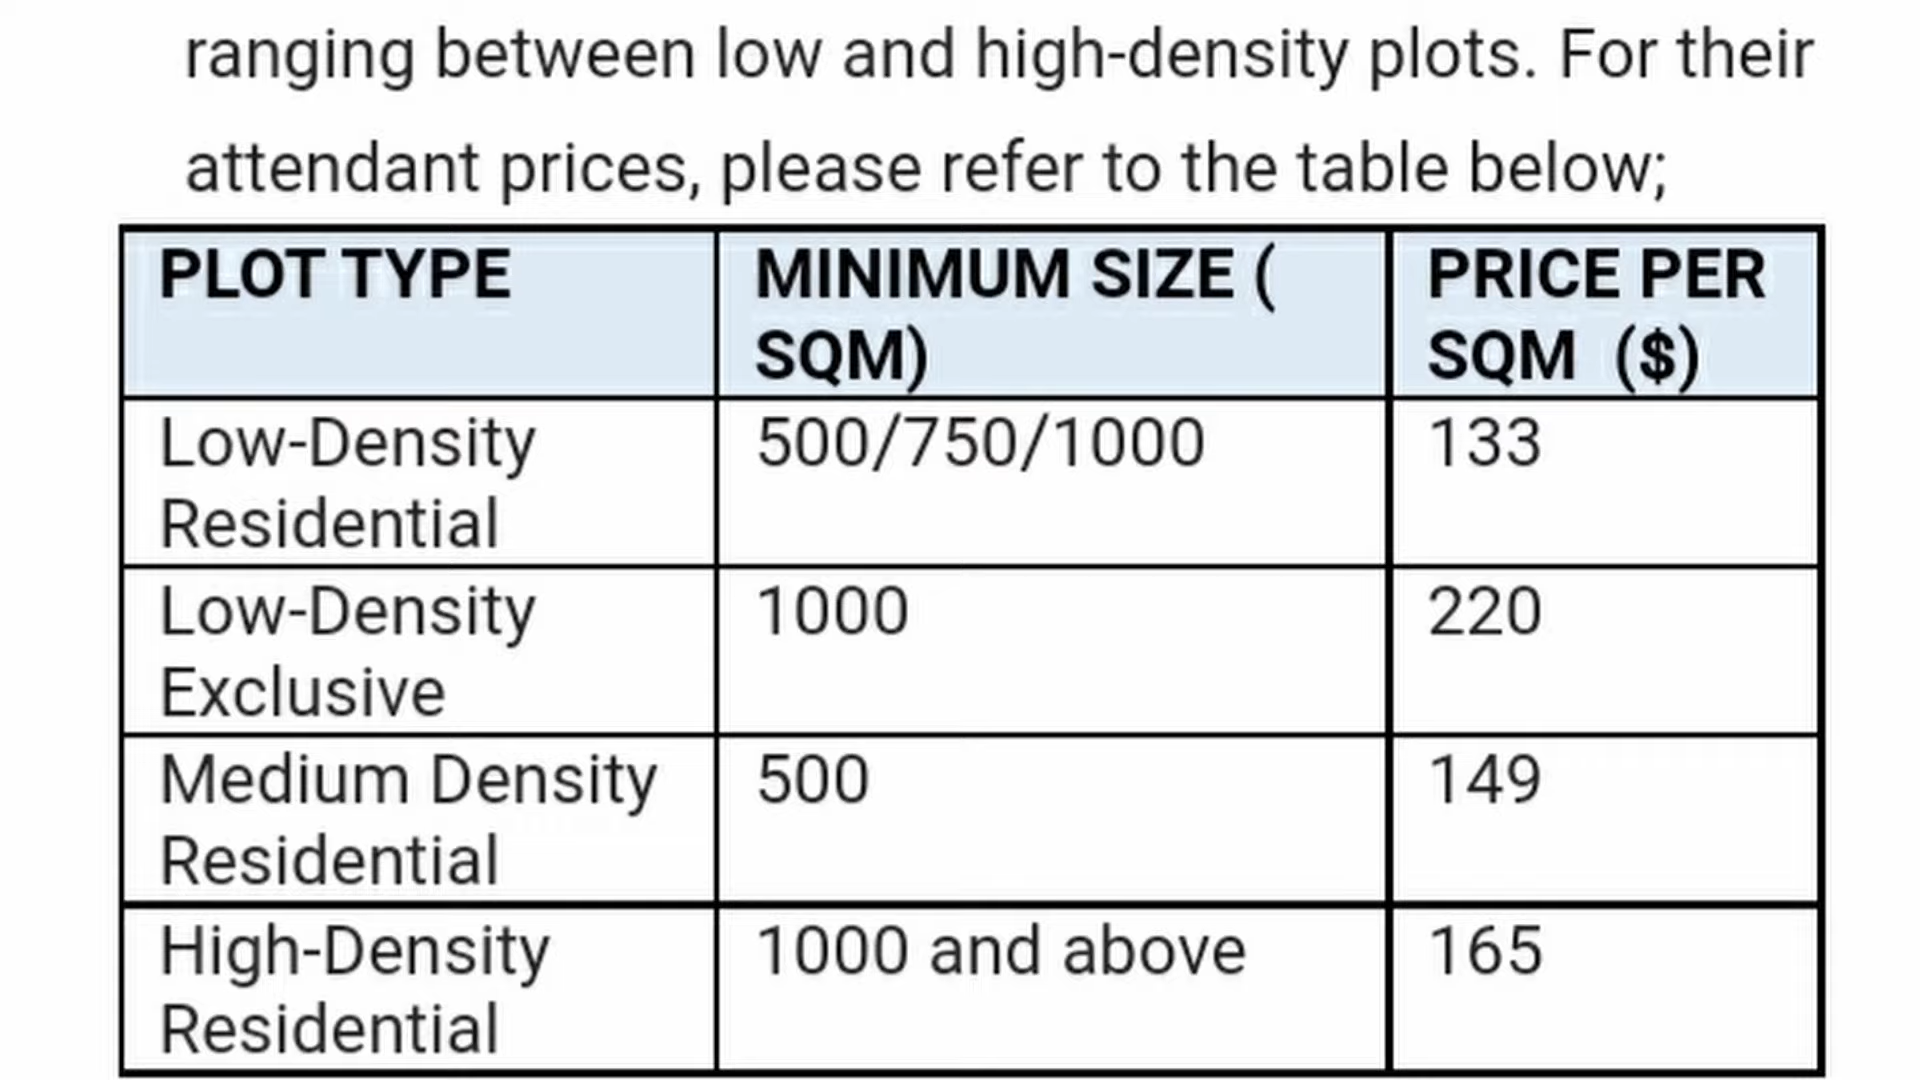 ranging between low and high-density plots. For their
attendant prices, please refer to the table below;
PLOT TYPE
MINIMUM SIZE (
SQM)
PRICE PER
SQM ($)
Low-Density
Residential
500/750/1000
133
Low-Density
Exclusive
1000
220
Medium Density
Residential
500
149
High-Density
Residential
1000 and above
165